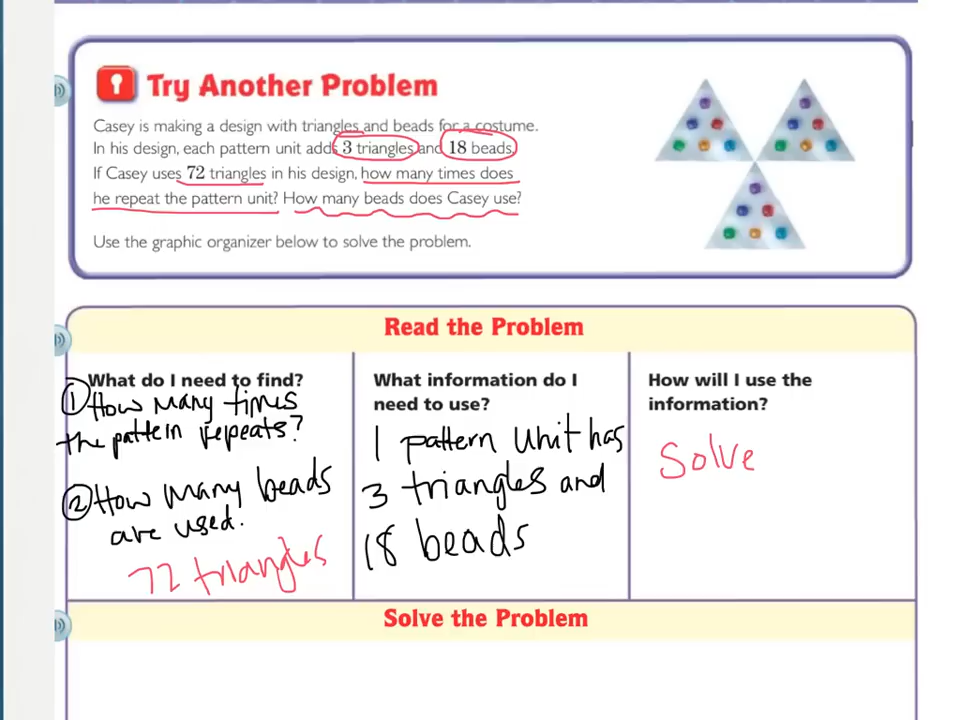 Try Another Problem
Casey is making a design with triangles and beads for a costume.
In his design, each pattern unit adds 3 triangles and 18 beads.
If Casey uses 72 triangles in his design, how many times does
he repeat the pattern unit? How many beads does Casey use?
Use the graphic organizer below to solve the problem.
Read the Problem
What do I need to find?
① How many times
the pattern repeats?
② How many beads
are used.
72 triangles
What information do I
need to use?
1 pattern unit has
3 triangles and
18 beads
How will I use the
information?
Solve
Solve the Problem